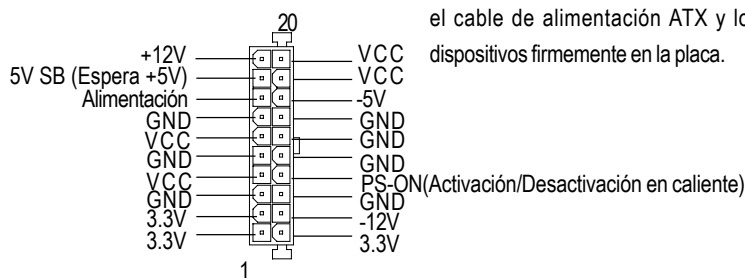 el cable de alimentación ATX y lo
dispositivos firmemente en la placa.
20
+12V
5V SB (Espera +5V)
Alimentación
GND
VCC
GND
VCC
GND
3.3V
3.3V
VCC
VCC
-5V
GND
GND
GND
PS-ON(Activación/Desactivación en caliente)
GND
-12V
3.3V
1